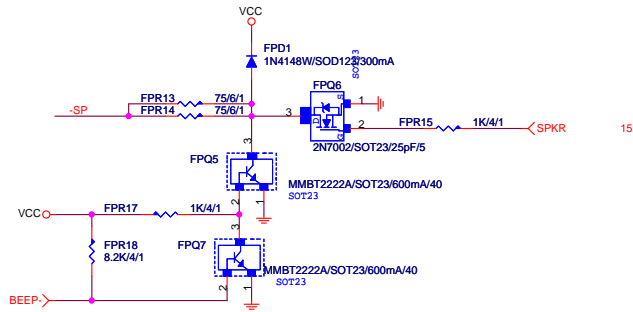 VCC
FPD1
1N4148W/SOD123/300mA
SOT23
FPR13 75/6/1
FPQ6
-SP
FPR14 75/6/1
3
D
S
G
1
2
FPR15 1K/4/1
SPKR 15
2N7002/SOT23/25pF/5
3
FPQ5
MMBT2222A/SOT23/600mA/40
SOT23
2
1
VCC
FPR17 1K/4/1
3
FPR18
8.2K/4/1
FPQ7
MMBT2222A/SOT23/600mA/40
SOT23
2
1
BEEP-